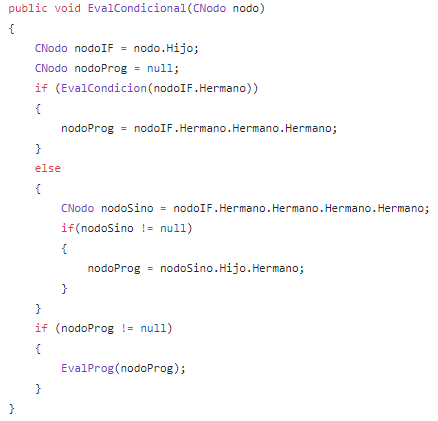 public void EvalCondicional(CNodo nodo)
{
    CNodo nodoIF = nodo.Hijo;
    CNodo nodoProg = null;
    if (EvalCondicion(nodoIF.Hermano))
    {
        nodoProg = nodoIF.Hermano.Hermano.Hermano;
    }
    else
    {
        CNodo nodoSino = nodoIF.Hermano.Hermano.Hermano.Hermano;
        if(nodoSino != null)
        {
            nodoProg = nodoSino.Hijo.Hermano;
        }
    }
    if (nodoProg != null)
    {
        EvalProg(nodoProg);
    }
}